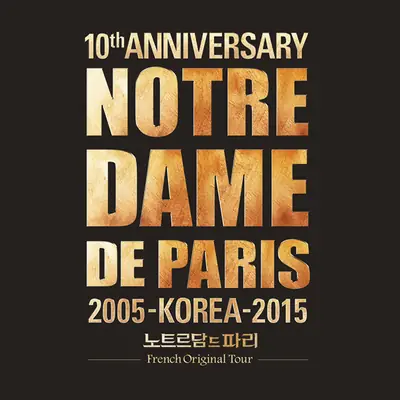 10th ANNIVERSARY
NOTRE
DAME
DE PARIS
2005-KOREA-2015
노트르담드파리
French Original Tour